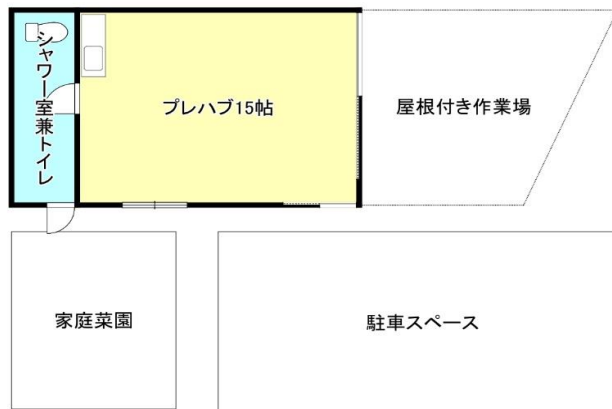 シャワー室兼トイレ
プレハブ15帖
屋根付き作業場
家庭菜園
駐車スペース